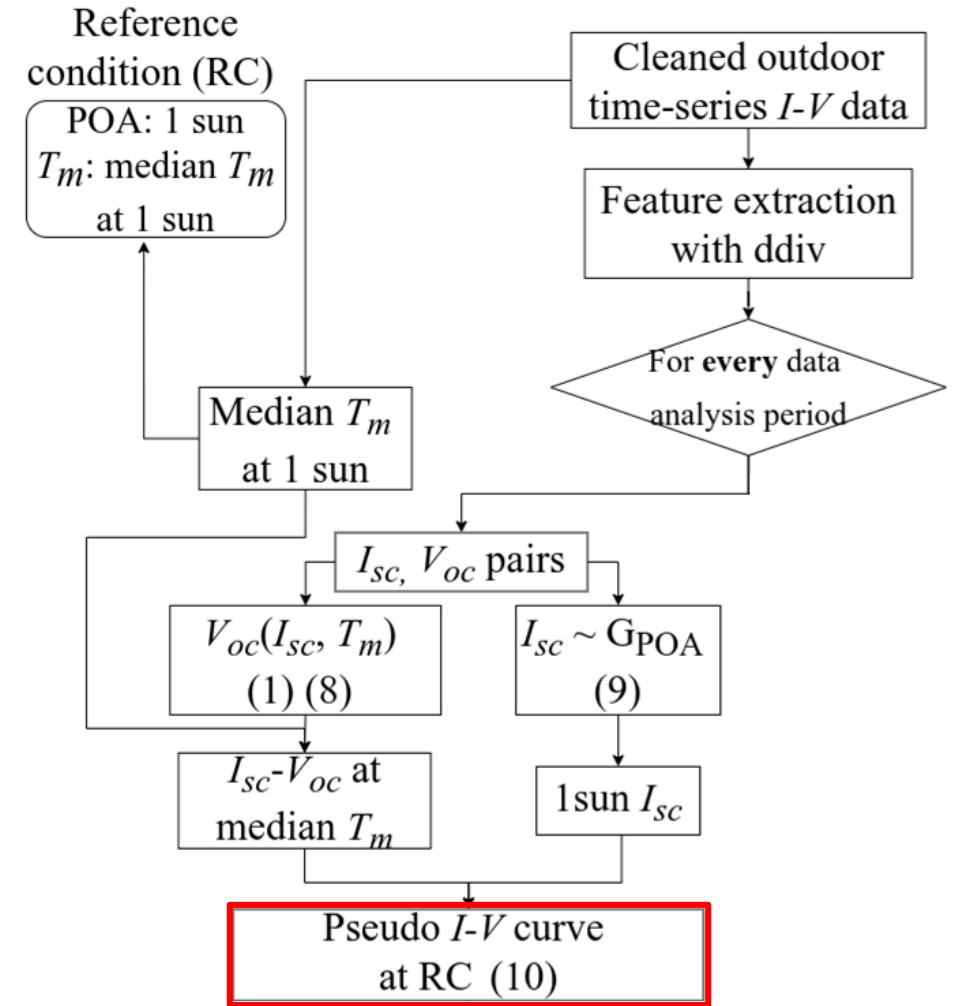 Reference
condition (RC)
POA: 1 sun
Tm: median Tm
at 1 sun
Cleaned outdoor
time-series I-V data
Feature extraction
with ddiv
For every data
analysis period
Median Tm
at 1 sun
Isc, Voc pairs
Voc(Isc, Tm)
(1) (8)
Isc ~ GPOA
(9)
Isc-Voc at
median Tm
1sun Isc
Pseudo I-V curve
at RC (10)